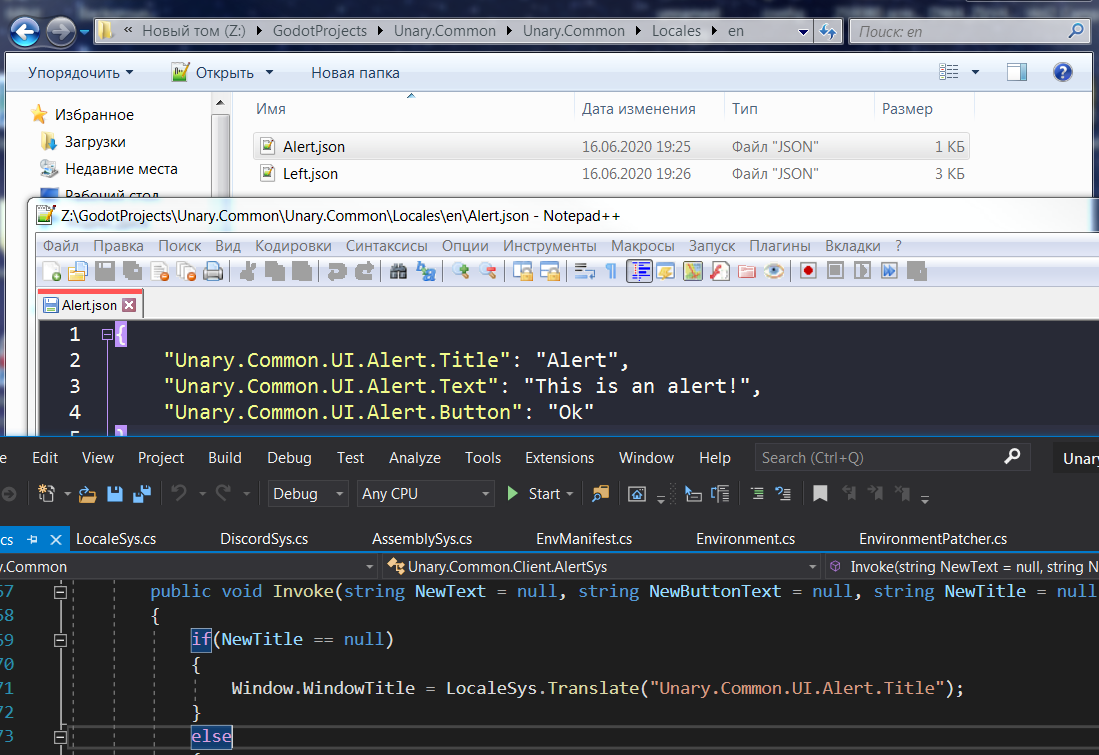 « Новый том (Z:) GodotProjects Unary.Common Unary.Common Locales en Поиск: en
Упорядочить Открыть Новая папка
Избранное
Загрузки
Недавние места
Рабочий стол
Имя Дата изменения Тип Размер
Alert.json 16.06.2020 19:25 Файл "JSON" 1 КБ
Left.json 16.06.2020 19:26 Файл "JSON" 3 КБ
Z:\GodotProjects\Unary.Common\Unary.Common\Locales\en\Alert.json - Notepad++
Файл Правка Поиск Вид Кодировки Синтаксисы Опции Инструменты Макросы Запуск Плагины Вкладки ?
Alert.json
1 {
2 "Unary.Common.UI.Alert.Title": "Alert",
3 "Unary.Common.UI.Alert.Text": "This is an alert!",
4 "Unary.Common.UI.Alert.Button": "Ok"
5 }
e Edit View Project Build Debug Test Analyze Tools Extensions Window Help Search (Ctrl+Q) Unary
Debug Any CPU Start
cs LocaleSys.cs DiscordSys.cs AssemblySys.cs EnvManifest.cs Environment.cs EnvironmentPatcher.cs
y.Common Unary.Common.Client.AlertSys Invoke(string NewText = null, string N
67 public void Invoke(string NewText = null, string NewButtonText = null, string NewTitle = null
68 {
69 if(NewTitle == null)
70 {
71 Window.WindowTitle = LocaleSys.Translate("Unary.Common.UI.Alert.Title");
72 }
73 else